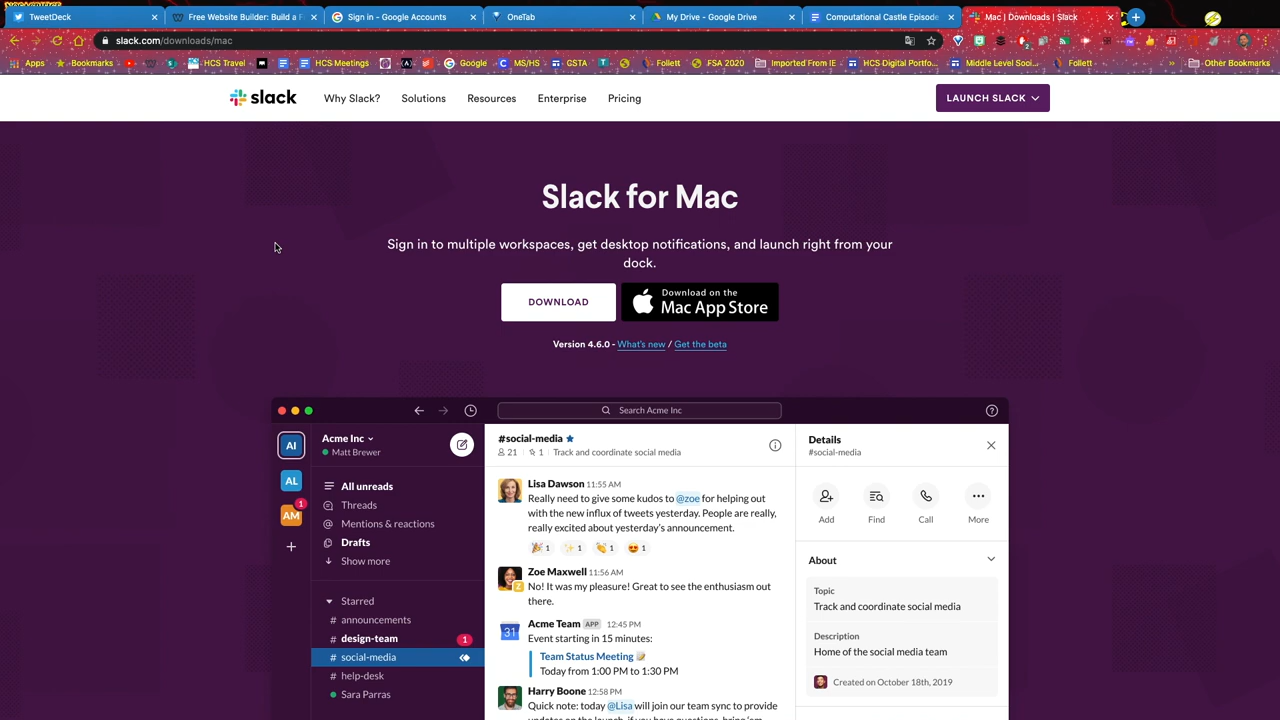 TweetDeck
Free Website Builder: Build a F
Sign in - Google Accounts
OneTab
My Drive - Google Drive
Computational Castle Episode
Mac | Downloads | Slack
slack.com/downloads/mac
Apps
Bookmarks
HCS Travel
HCS Meetings
Google
MS/HS
GSTA
Follett
FSA 2020
Imported From IE
HCS Digital Portfo...
Middle Level Soci...
Follett
Other Bookmarks
slack
Why Slack?
Solutions
Resources
Enterprise
Pricing
LAUNCH SLACK
Slack for Mac
Sign in to multiple workspaces, get desktop notifications, and launch right from your
dock.
DOWNLOAD
Download on the
Mac App Store
Version 4.6.0 - What's new / Get the beta
Search Acme Inc
AI
AL
AM
1
Acme Inc
Matt Brewer
All unreads
Threads
Mentions & reactions
Drafts
Show more
Starred
# announcements
# design-team 1
# social-media
# help-desk
Sara Parras
#social-media
21 | 1 | Track and coordinate social media
Lisa Dawson 11:55 AM
Really need to give some kudos to @zoe for helping out
with the new influx of tweets yesterday. People are really,
really excited about yesterday's announcement.
1 1 1 1
Zoe Maxwell 11:56 AM
No! It was my pleasure! Great to see the enthusiasm out
there.
31
Acme Team APP 12:45 PM
Event starting in 15 minutes:
Team Status Meeting
Today from 1:00 PM to 1:30 PM
Harry Boone 12:58 PM
Quick note: today @Lisa will join our team sync to provide
Details
#social-media
Add
Find
Call
More
About
Topic
Track and coordinate social media
Description
Home of the social media team
Created on October 18th, 2019